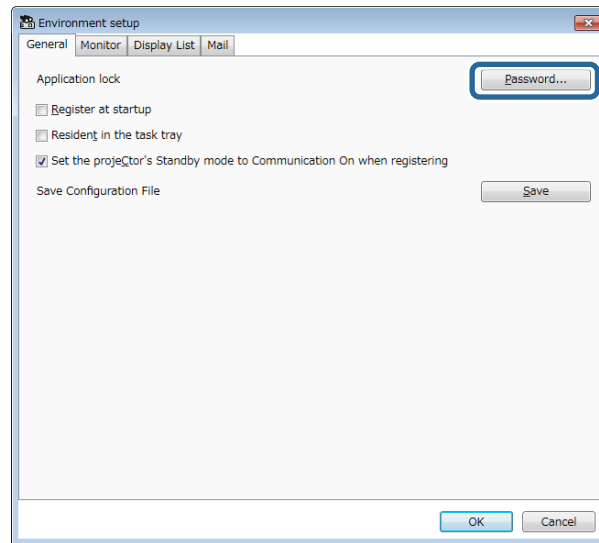 Environment setup
General Monitor Display List Mail
Application lock Password...
Register at startup
Resident in the task tray
Set the projeCtor's Standby mode to Communication On when registering
Save Configuration File Save
OK Cancel